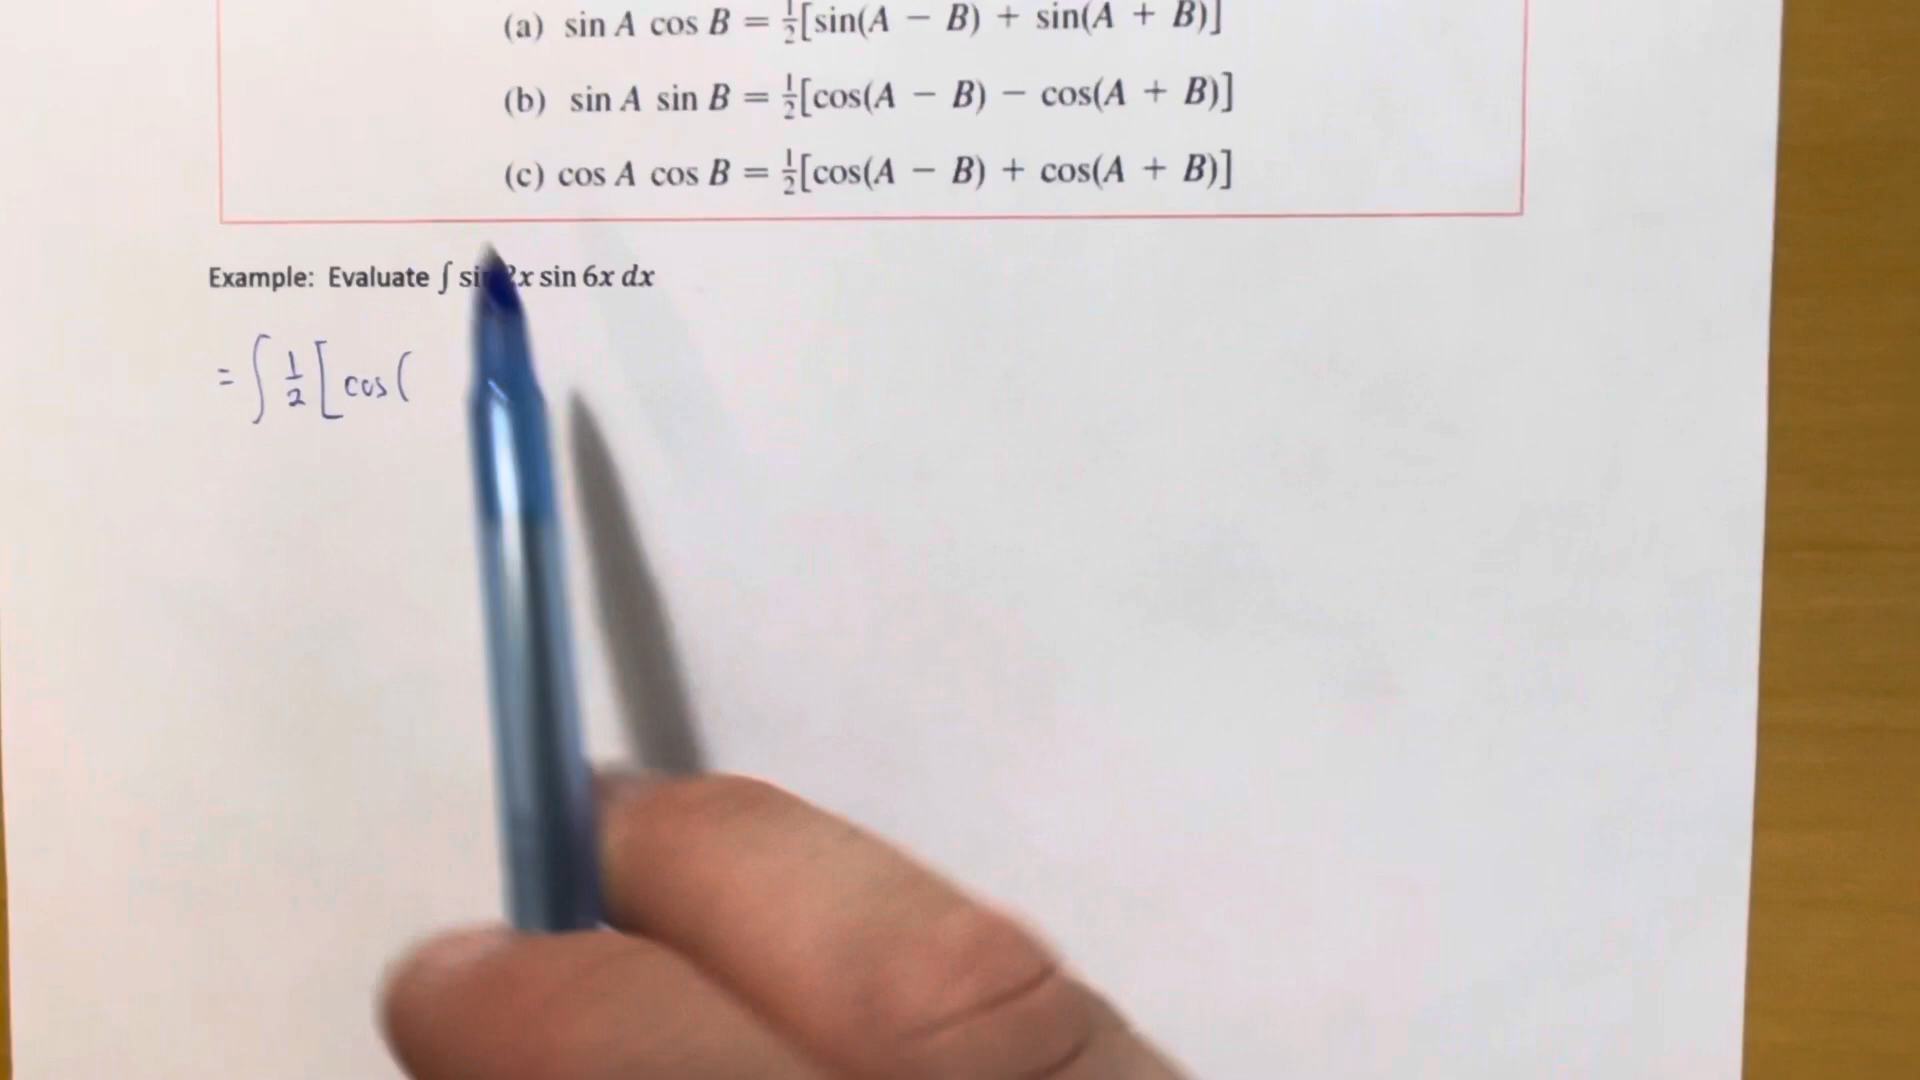 (a) sin A cos B = ½[sin(A − B) + sin(A + B)]
(b) sin A sin B = ½[cos(A − B) − cos(A + B)]
(c) cos A cos B = ½[cos(A − B) + cos(A + B)]
Example: Evaluate ∫ si x sin 6x dx
= ∫ ½ [ cos (